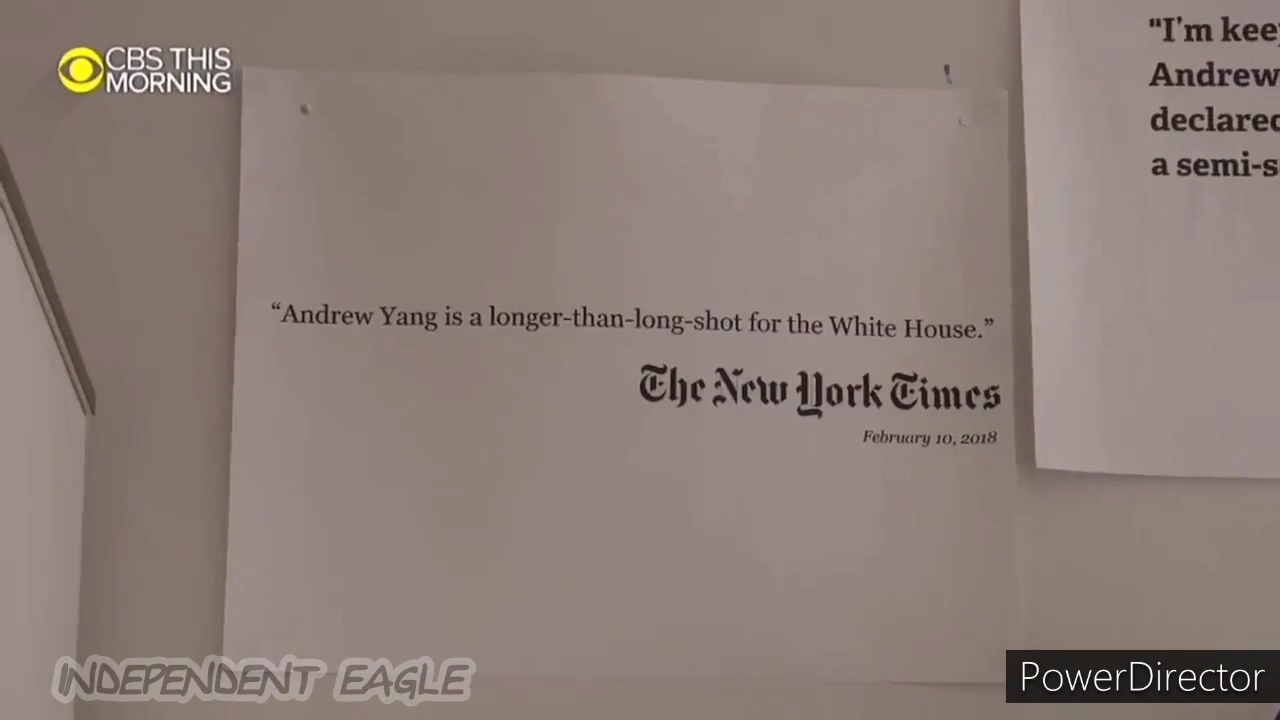 CBS THIS
MORNING
"I'm kee
Andrew
declared
a semi-s
“Andrew Yang is a longer-than-long-shot for the White House.”
The New York Times
February 10, 2018
INDEPENDENT EAGLE
PowerDirector